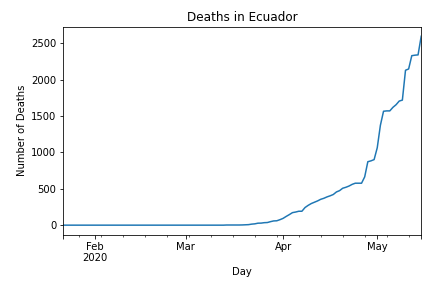 Deaths in Ecuador
Number of Deaths
2500
2000
1500
1000
500
0
Feb
2020
Mar
Apr
May
Day